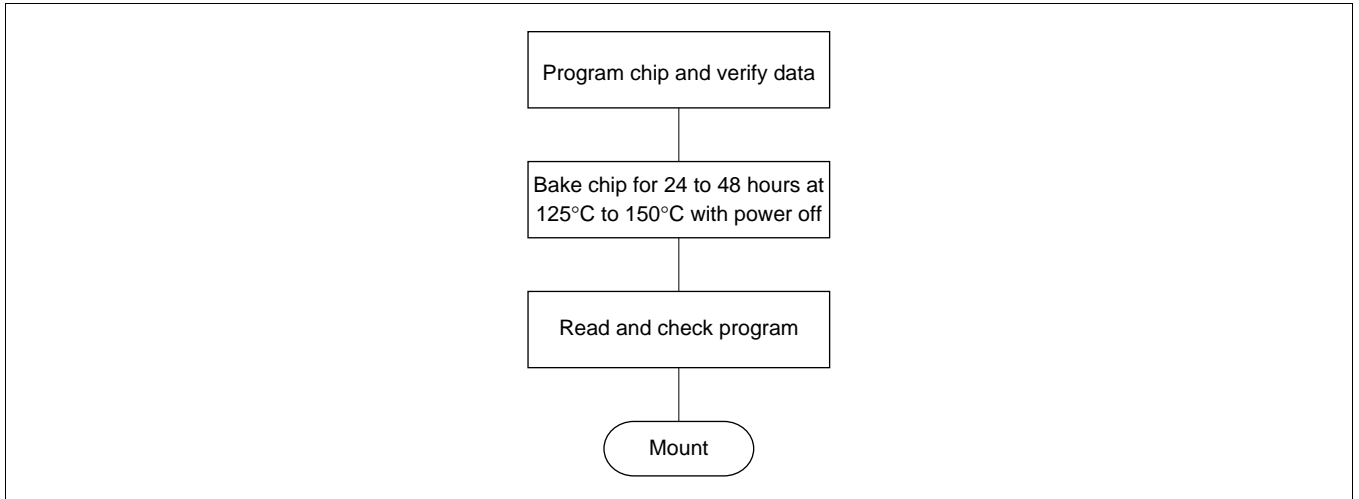 Program chip and verify data
Bake chip for 24 to 48 hours at
125°C to 150°C with power off
Read and check program
Mount